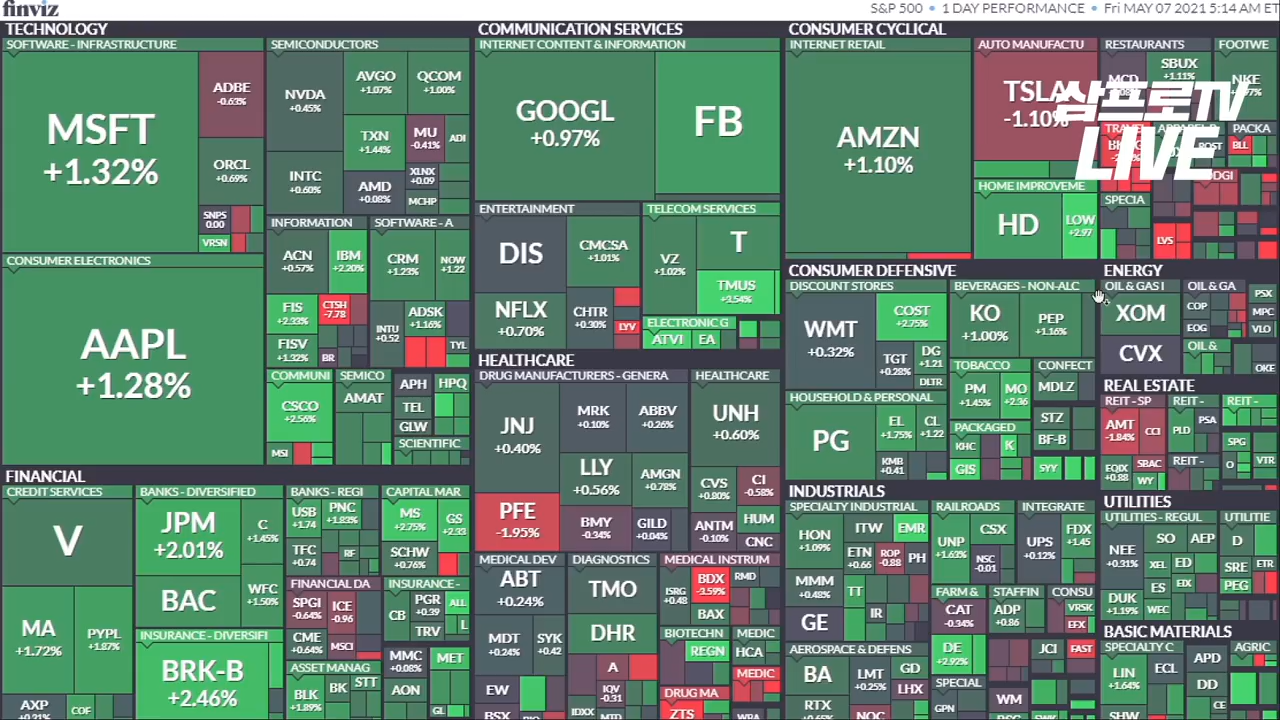 finviz
S&P 500 • 1 DAY PERFORMANCE • Fri MAY 07 2021 5:14 AM ET
삼프로TV
LIVE
TECHNOLOGY
SOFTWARE - INFRASTRUCTURE
MSFT
+1.32%
ADBE
-0.63%
ORCL
+0.69%
SNPS
0.00
VRSN
SEMICONDUCTORS
NVDA
+0.45%
AVGO
+1.07%
QCOM
+1.00%
TXN
+1.44%
MU
-0.41%
ADI
INTC
+0.60%
AMD
+0.08%
XLNX
+0.09
MCHP
CONSUMER ELECTRONICS
AAPL
+1.28%
INFORMATION
ACN
+0.57%
IBM
+2.20%
FIS
+2.33%
CTSH
-7.78
FISV
+1.32%
BR
SOFTWARE - A
CRM
+1.23%
NOW
+1.22
INTU
+0.52
ADSK
+1.16%
TYL
COMMUNI
CSCO
+2.56%
MSI
SEMICO
AMAT
APH
HPQ
TEL
GLW
SCIENTIFIC
COMMUNICATION SERVICES
INTERNET CONTENT & INFORMATION
GOOGL
+0.97%
FB
ENTERTAINMENT
DIS
CMCSA
+1.01%
NFLX
+0.70%
CHTR
+0.30%
LYV
TELECOM SERVICES
VZ
+1.02%
T
TMUS
+3.54%
ELECTRONIC G
ATVI
EA
CONSUMER CYCLICAL
INTERNET RETAIL
AMZN
+1.10%
AUTO MANUFACTU
TSLA
-1.10%
HOME IMPROVEME
HD
LOW
+2.97
RESTAURANTS
MCD
SBUX
+1.11%
FOOTWE
NKE
TRAVEL
PACKA
BLL
SPECIA
LVS
HEALTHCARE
DRUG MANUFACTURERS - GENERA
JNJ
+0.40%
MRK
+0.10%
ABBV
+0.26%
LLY
+0.56%
AMGN
+0.78%
PFE
-1.95%
BMY
-0.34%
GILD
+0.04%
HEALTHCARE
UNH
+0.60%
CVS
+0.80%
CI
-0.58%
ANTM
-0.10%
HUM
CNC
MEDICAL DEV
ABT
+0.24%
MDT
+0.24%
SYK
+0.42
EW
BSX
DIAGNOSTICS
TMO
DHR
A
IQV
-0.31
IDXX
MTD
MEDICAL INSTRUM
ISRG
+0.48
BDX
-3.59%
RMD
BAX
BIOTECHN
REGN
MEDIC
HCA
MEDIC
DRUG MA
ZTS
WBA
CONSUMER DEFENSIVE
DISCOUNT STORES
WMT
+0.32%
COST
+2.75%
TGT
+0.28%
DG
+1.21
DLTR
BEVERAGES - NON-ALC
KO
+1.00%
PEP
+1.16%
HOUSEHOLD & PERSONAL
PG
EL
+1.75%
CL
+1.22
KMB
+0.41
TOBACCO
PM
+1.45%
MO
+2.36
CONFECT
MDLZ
PACKAGED
KHC
K
GIS
STZ
BF-B
SYY
ENERGY
OIL & GAS I
XOM
CVX
OIL & GA
COP
EOG
OIL &
PSX
MPC
VLO
OKE
REAL ESTATE
REIT - SP
AMT
-1.84%
CCI
EQIX
+0.88
SBAC
WY
REIT -
PLD
PSA
REIT -
REIT -
SPG
O
VTR
FINANCIAL
CREDIT SERVICES
V
MA
+1.72%
PYPL
+1.87%
AXP
+0.21%
COF
BANKS - DIVERSIFIED
JPM
+2.01%
C
+1.45%
BAC
WFC
+1.50%
INSURANCE - DIVERSIFI
BRK-B
+2.46%
BANKS - REGI
USB
+1.74
PNC
+1.83%
TFC
+0.74
RF
CAPITAL MAR
MS
+2.75%
GS
+2.33
SCHW
+0.76%
FINANCIAL DA
SPGI
-0.64%
ICE
-0.96
CME
+0.64%
MSCI
INSURANCE -
CB
PGR
+0.39
ALL
TRV
L
ASSET MANAG
BLK
+1.89%
BK
STT
MMC
+0.08%
MET
AON
GL
INDUSTRIALS
SPECIALTY INDUSTRIAL
HON
+1.09%
ITW
EMR
ETN
+0.66
ROP
-0.88
PH
MMM
+0.48%
TT
GE
IR
RAILROADS
UNP
+1.63%
CSX
NSC
-0.01
INTEGRATE
UPS
+0.12%
FDX
+1.45
FARM &
CAT
-0.34%
DE
+2.92%
STAFFIN
ADP
+0.86
CONSU
VRSK
EFX
JCI
FAST
AEROSPACE & DEFENS
BA
LMT
+0.25%
GD
LHX
RTX
NOC
SPECIAL
GPN
WM
UTILITIES
UTILITIES - REGUL
NEE
+0.31%
SO
AEP
XEL
ED
DUK
+1.19%
ES
EIX
WEC
UTILITIE
D
SRE
ETR
PEG
BASIC MATERIALS
SPECIALTY C
LIN
+1.64%
ECL
APD
DD
SHW
AGRIC